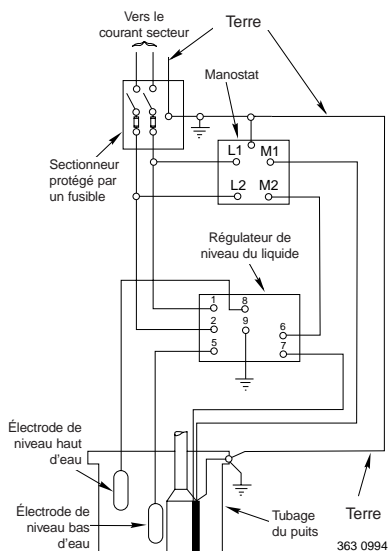 Vers le
courant secteur
Terre
Manostat
L1
M1
L2
M2
Sectionneur
protégé par
un fusible
Régulateur de
niveau du liquide
1
8
2
9
6
5
7
Électrode de
niveau haut
d'eau
Électrode de
niveau bas
d'eau
Tubage
du puits
Terre
363 0994